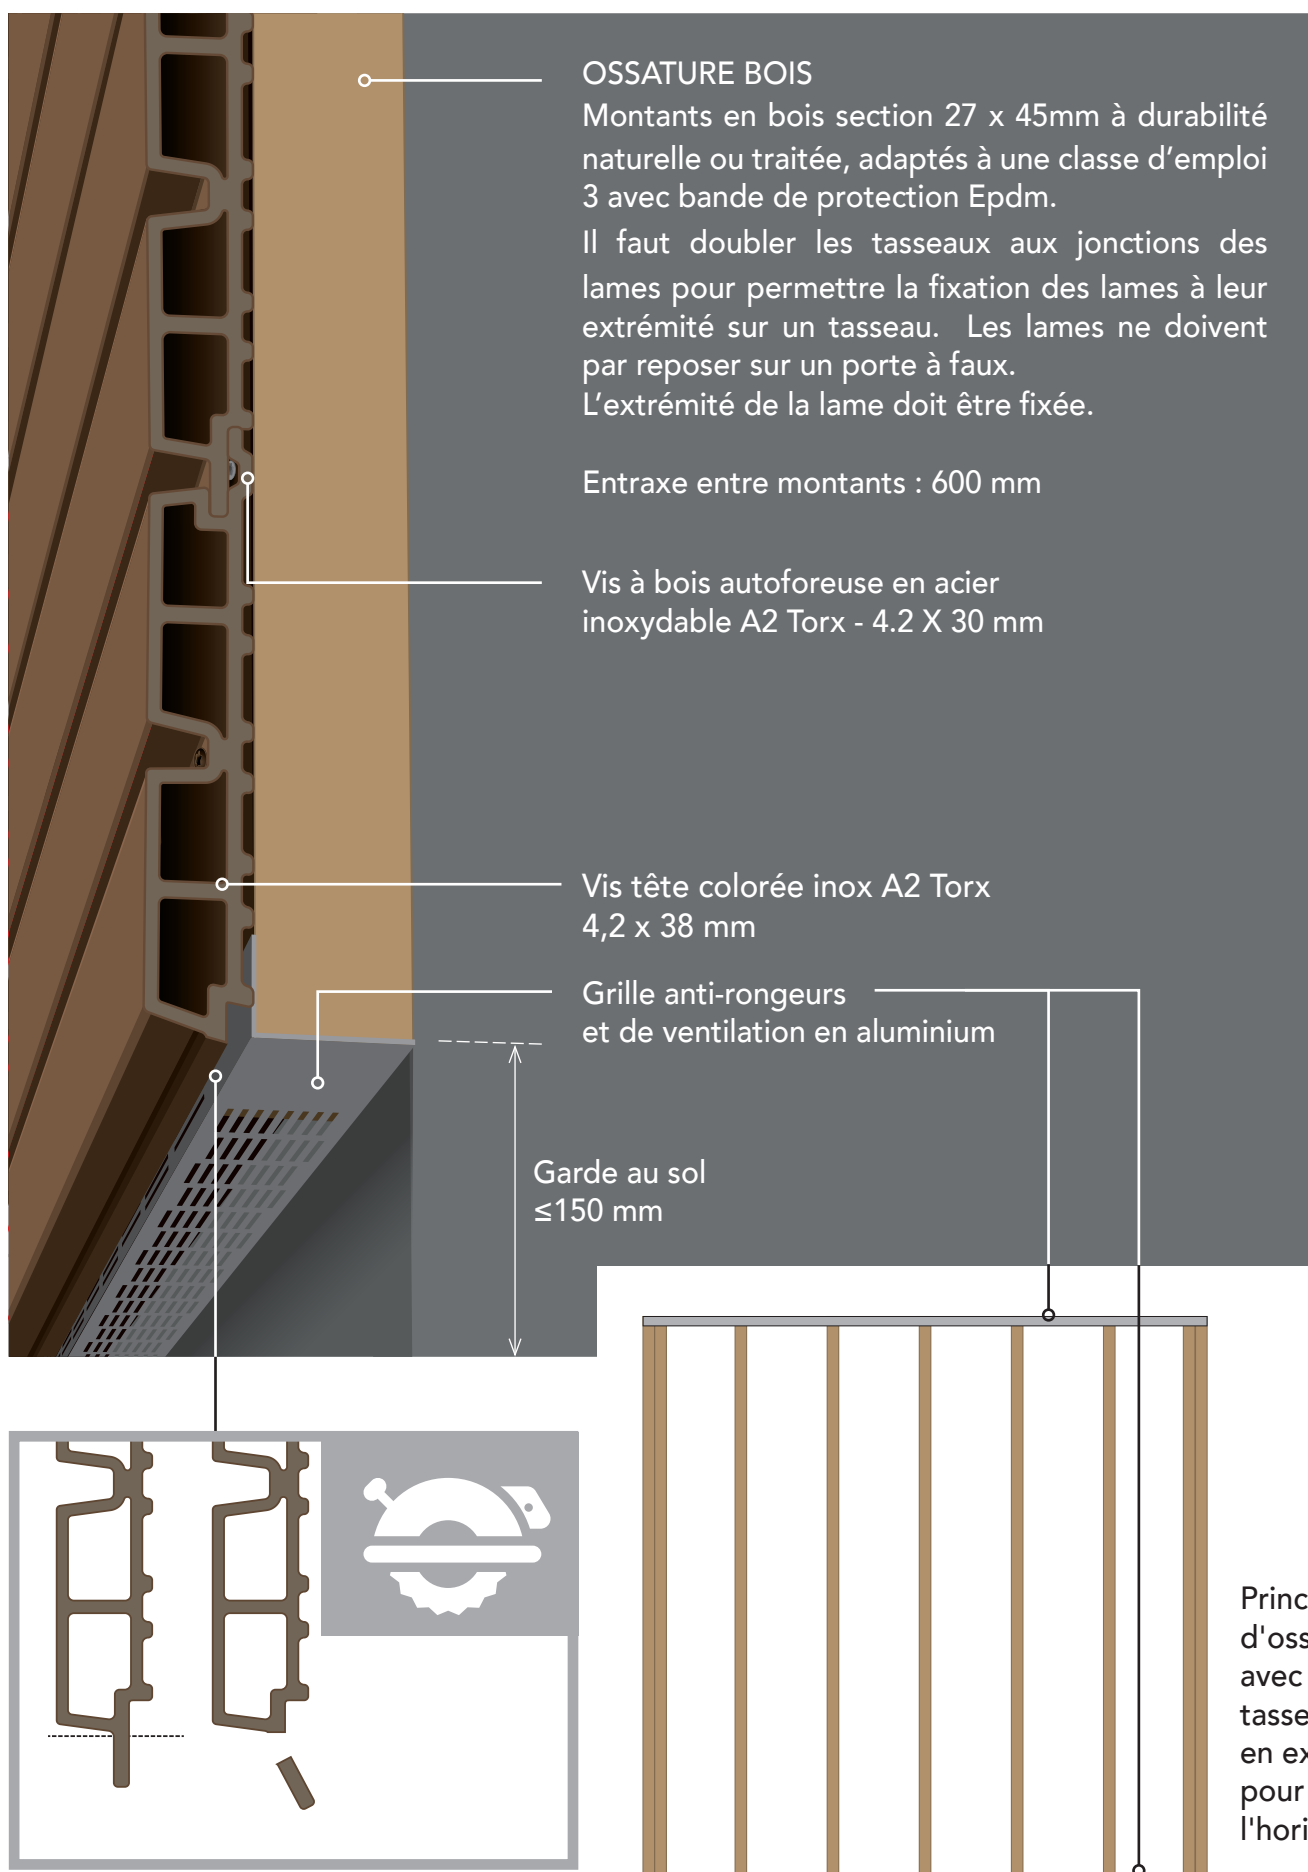 OSSATURE BOIS
Montants en bois section 27 x 45mm à durabilité
naturelle ou traitée, adaptés à une classe d’emploi
3 avec bande de protection Epdm.
Il faut doubler les tasseaux aux jonctions des
lames pour permettre la fixation des lames à leur
extrémité sur un tasseau. Les lames ne doivent
par reposer sur un porte à faux.
L’extrémité de la lame doit être fixée.
Entraxe entre montants : 600 mm
Vis à bois autoforeuse en acier
inoxydable A2 Torx - 4.2 X 30 mm
Vis tête colorée inox A2 Torx
4,2 x 38 mm
Grille anti-rongeurs
et de ventilation en aluminium
Garde au sol
≤150 mm
avec
pour